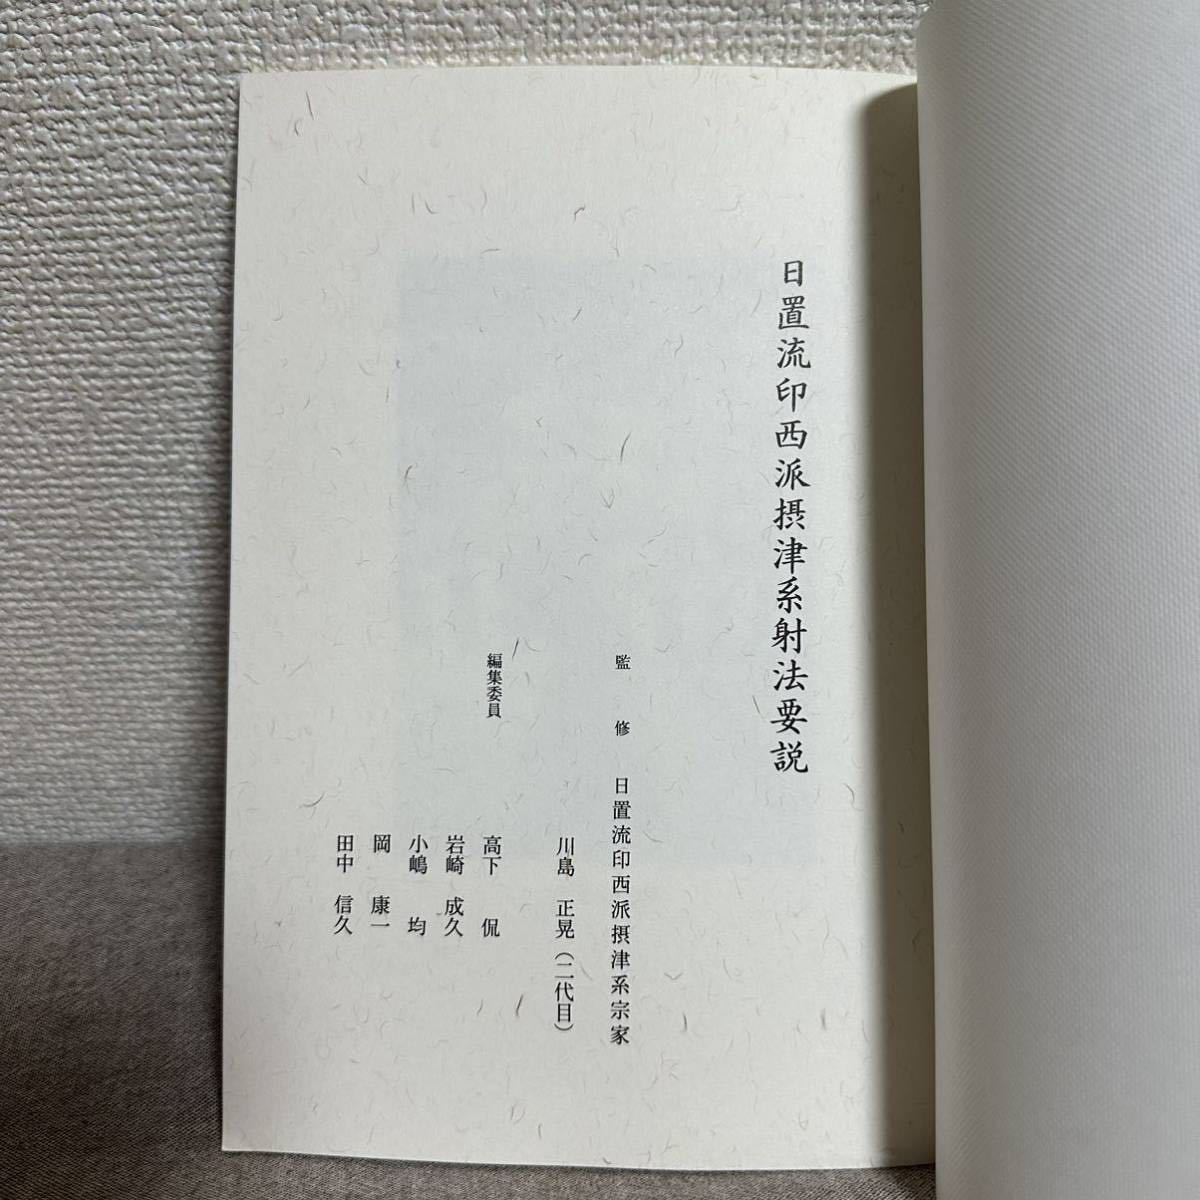 日置流印西派摂津系射法要説
監修 日置流印西派摂津系宗家
川島 正晃(二代目)
編集委員
高下 侃
岩崎 成久
小嶋 均
岡 康一
田中 信久